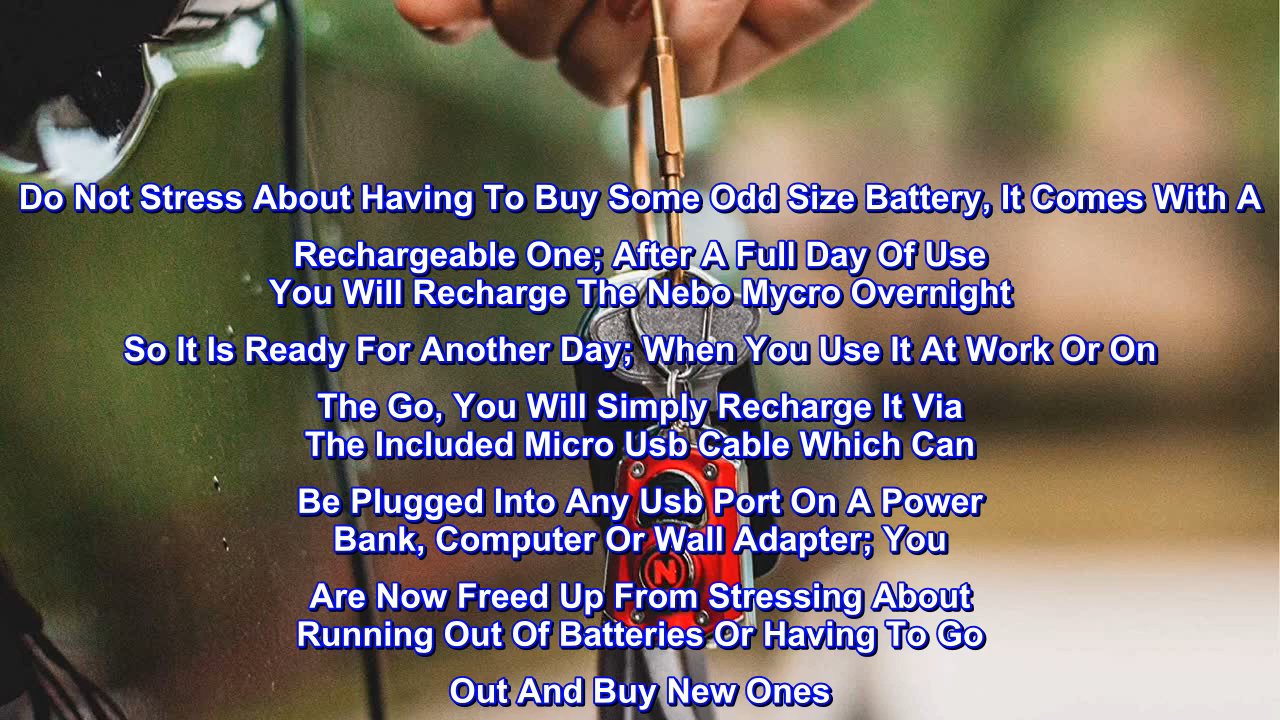 Do Not Stress About Having To Buy Some Odd Size Battery, It Comes With A
Rechargeable One; After A Full Day Of Use
You Will Recharge The Nebo Mycro Overnight
So It Is Ready For Another Day; When You Use It At Work Or On
The Go, You Will Simply Recharge It Via
The Included Micro Usb Cable Which Can
Be Plugged Into Any Usb Port On A Power
Bank, Computer Or Wall Adapter; You
N
Are Now Freed Up From Stressing About
Running Out Of Batteries Or Having To Go
Out And Buy New Ones